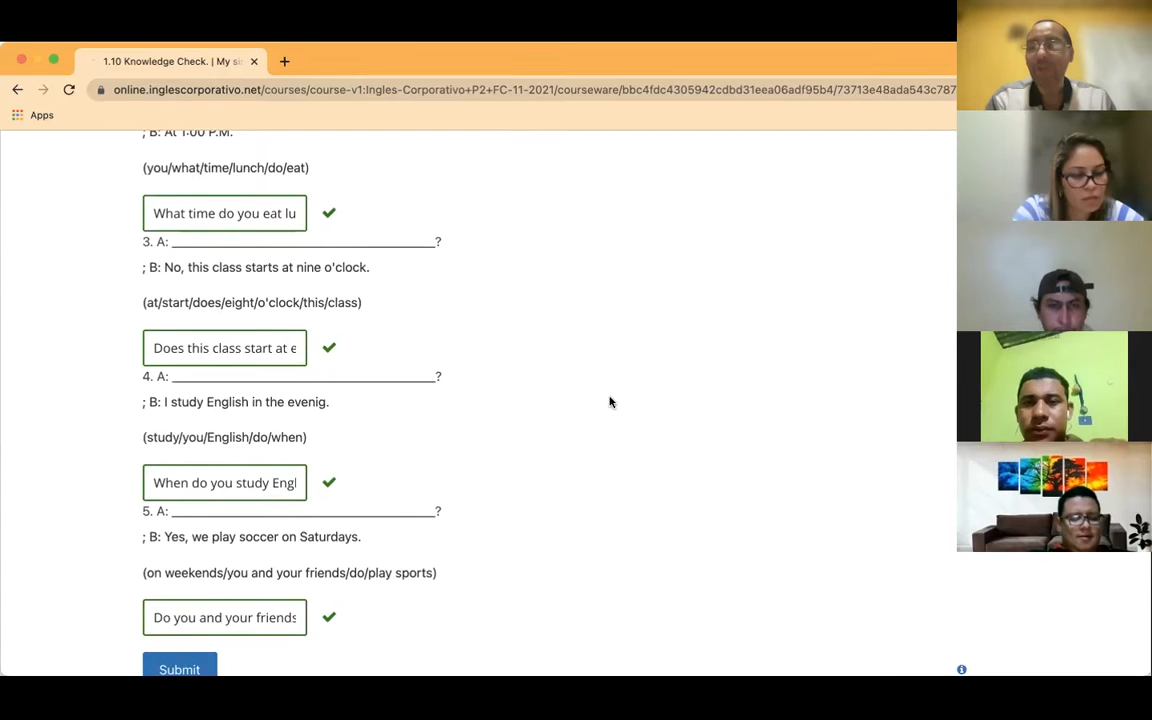 1.10 Knowledge Check. | My si
online.inglescorporativo.net/courses/course-v1:Ingles-Corporativo+P2+FC-11-2021/courseware/bbc4fdc4305942cdbd31eea06adf95b4/73713e48ada543c787
Apps
; B: At 1:00 P.M.
(you/what/time/lunch/do/eat)
What time do you eat lu
3. A: ______________________________?
; B: No, this class starts at nine o'clock.
(at/start/does/eight/o'clock/this/class)
Does this class start at e
4. A: ______________________________?
; B: I study English in the evenig.
(study/you/English/do/when)
When do you study Engl
5. A: ______________________________?
; B: Yes, we play soccer on Saturdays.
(on weekends/you and your friends/do/play sports)
Do you and your friends
Submit